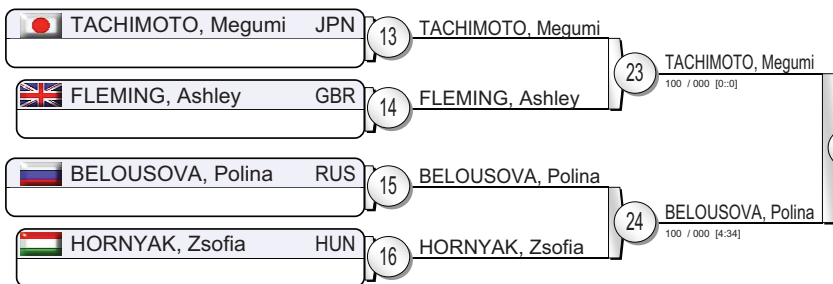 TACHIMOTO, Megumi JPN
13
TACHIMOTO, Megumi
FLEMING, Ashley GBR
14
FLEMING, Ashley
23
TACHIMOTO, Megumi
100 / 000 [0::0]
BELOUSOVA, Polina RUS
15
BELOUSOVA, Polina
HORNYAK, Zsofia HUN
16
HORNYAK, Zsofia
24
BELOUSOVA, Polina
100 / 000 [4:34]